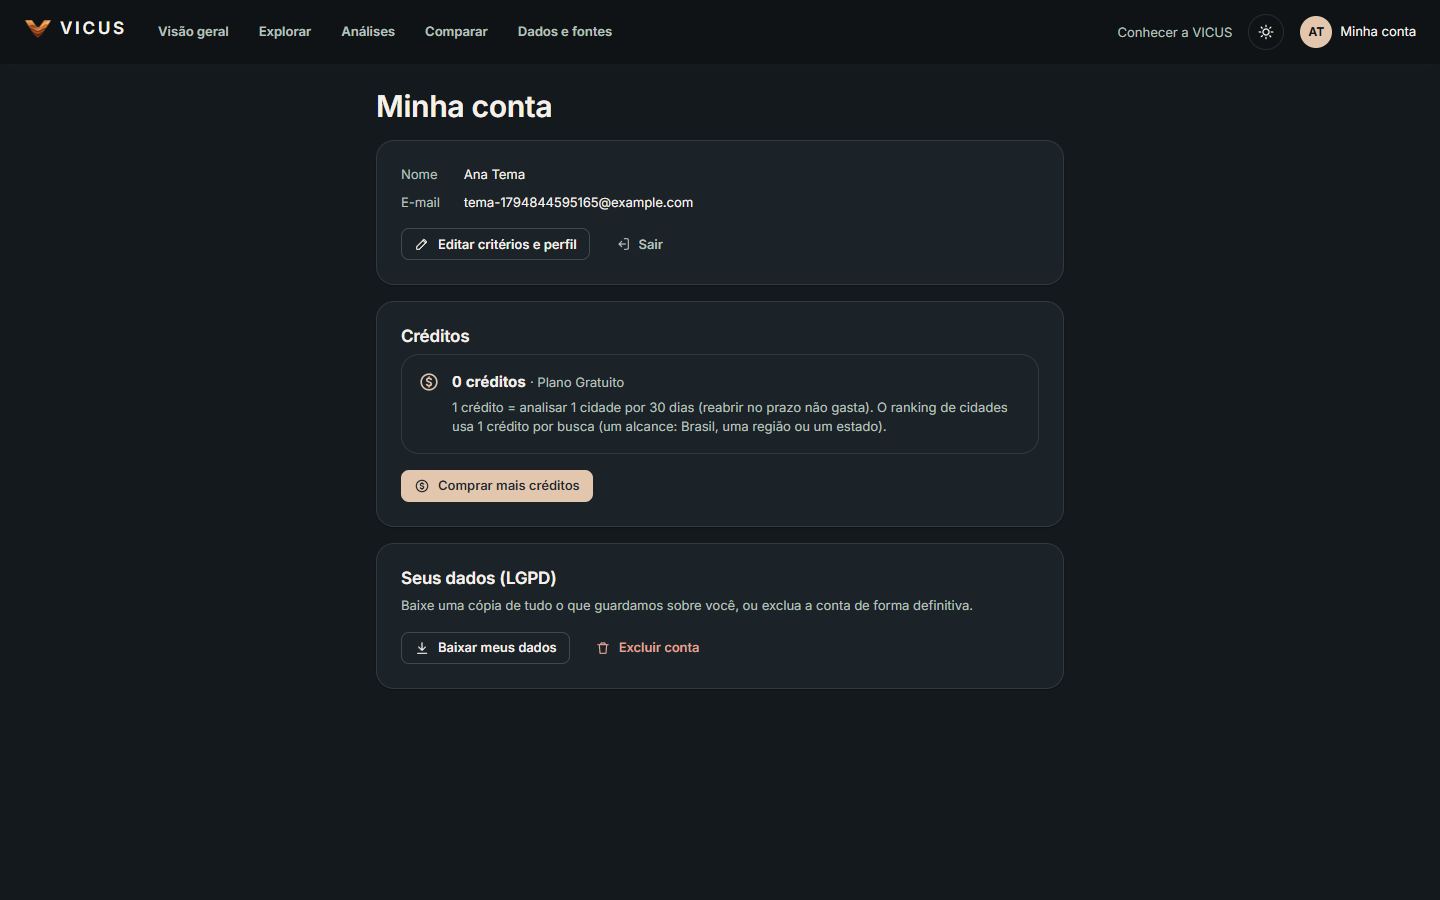 VICUS
Visão geral
Explorar
Análises
Comparar
Dados e fontes
Conhecer a VICUS
AT
Minha conta
Minha conta
Nome Ana Tema
E-mail tema-1794844595165@example.com
Editar critérios e perfil
Sair
Créditos
0 créditos · Plano Gratuito
1 crédito = analisar 1 cidade por 30 dias (reabrir no prazo não gasta). O ranking de cidades
usa 1 crédito por busca (um alcance: Brasil, uma região ou um estado).
Comprar mais créditos
Seus dados (LGPD)
Baixe uma cópia de tudo o que guardamos sobre você, ou exclua a conta de forma definitiva.
Baixar meus dados
Excluir conta